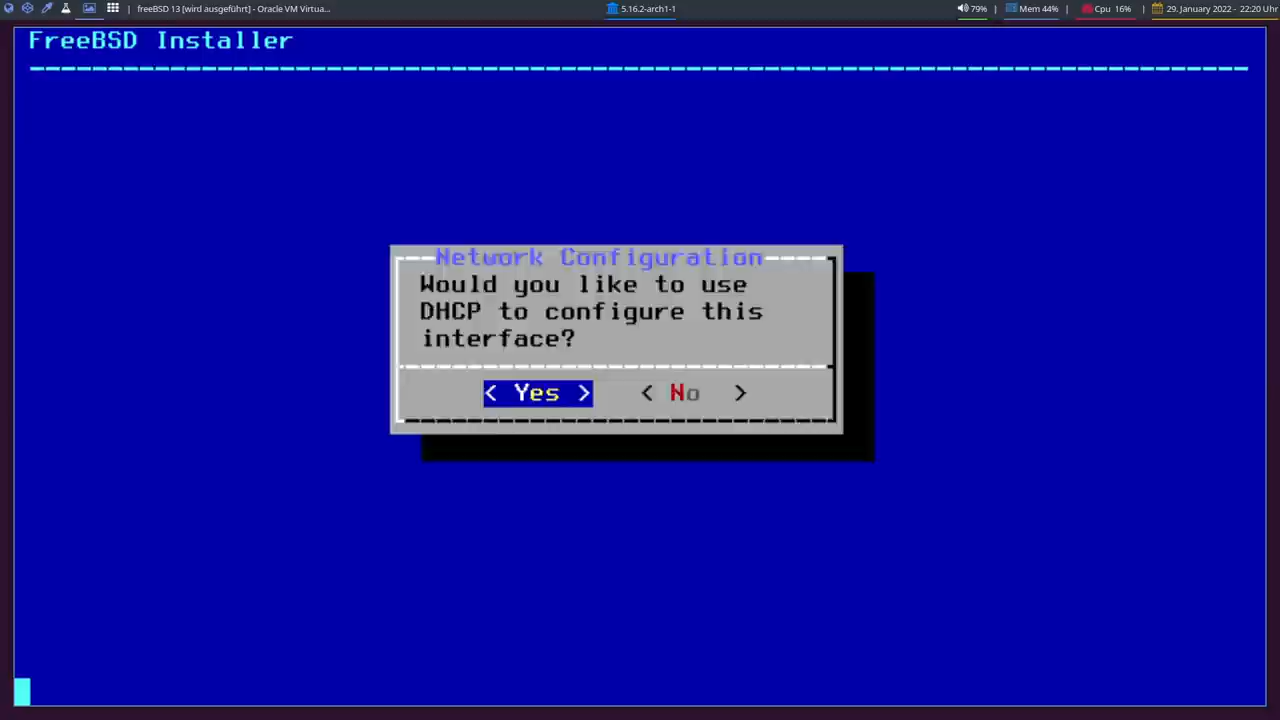 freeBSD 13 [wird ausgeführt] - Oracle VM Virtua...
5.16.2-arch1-1
79% | Mem 44% | Cpu 16% | 29. January 2022 - 22:20 Uhr
FreeBSD Installer
Network Configuration
Would you like to use
DHCP to configure this
interface?
< Yes > < No >